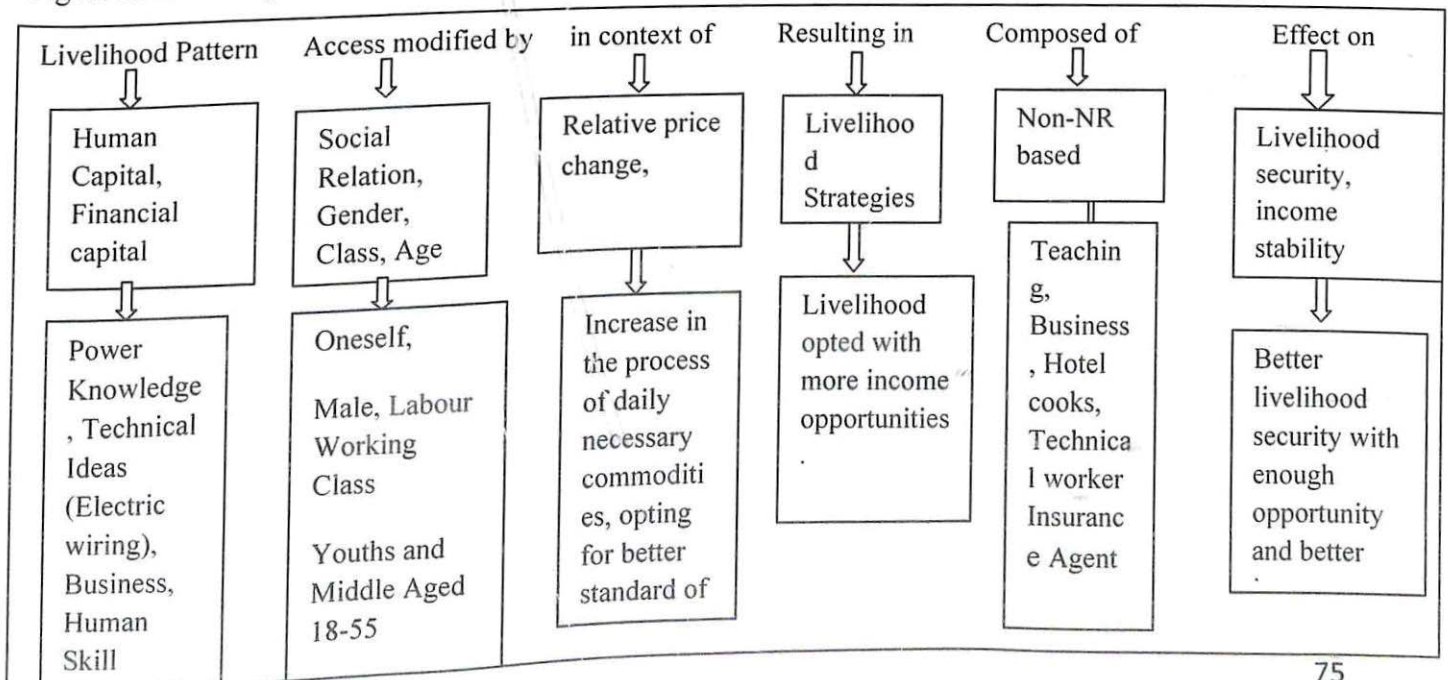 Livelihood Pattern
Access modified by
in context of
Resulting in
Composed of
Effect on
Human
Capital,
Financial
capital
Social
Relation,
Gender,
Class, Age
Relative price
change,
Livelihoo
d
Strategies
Non-NR
based
Livelihood
security,
income
stability
Power
Knowledge
, Technical
Ideas
(Electric
wiring),
Business,
Human
Skill
Oneself,
Male, Labour
Working
Class
Youths and
Middle Aged
18-55
Increase in
the process
of daily
necessary
commoditi
es, opting
for better
standard of
Livelihood
opted with
more income
opportunities
.
Teachin
g,
Business
, Hotel
cooks,
Technica
l worker
Insuranc
e Agent
Better
livelihood
security with
enough
opportunity
and better
75